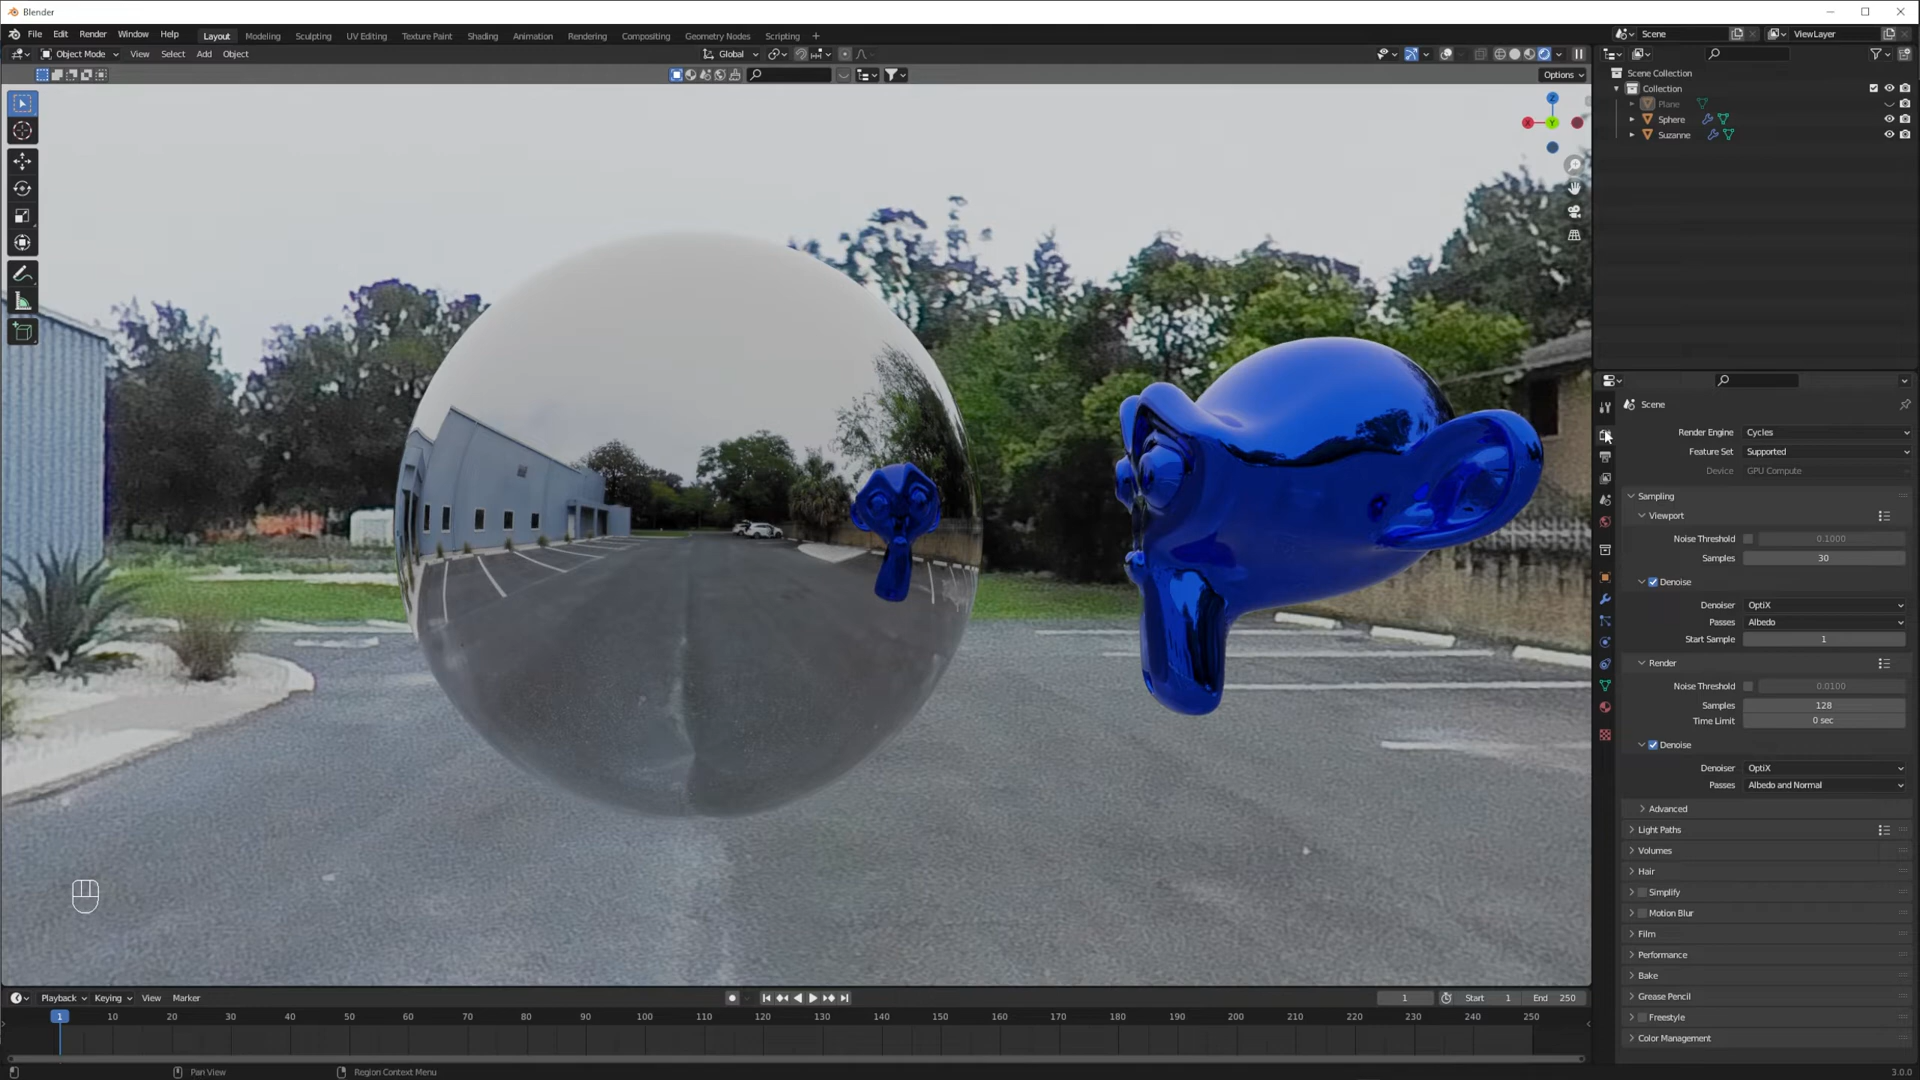 Blender
File Edit Render Window Help Layout Modeling Sculpting UV Editing Texture Paint Shading Animation Rendering Compositing Geometry Nodes Scripting + Scene ViewLayer
Object Mode View Select Add Object Global
Options
Scene Collection
Collection
Plane
Sphere
Suzanne
X Y Z
Scene
Render Engine Cycles
Feature Set Supported
Device GPU Compute
Sampling
Viewport
Noise Threshold 0.1000
Samples 30
Denoise
Denoiser OptiX
Passes Albedo
Start Sample 1
Render
Noise Threshold 0.0100
Samples 128
Time Limit 0 sec
Denoise
Denoiser OptiX
Passes Albedo and Normal
Advanced
Light Paths
Volumes
Hair
Simplify
Motion Blur
Film
Performance
Bake
Grease Pencil
Freestyle
Color Management
Playback Keying View Marker 1 Start 1 End 250
1 10 20 30 40 50 60 70 80 90 100 110 120 130 140 150 160 170 180 190 200 210 220 230 240 250
Pan View Region Context Menu 3.0.0